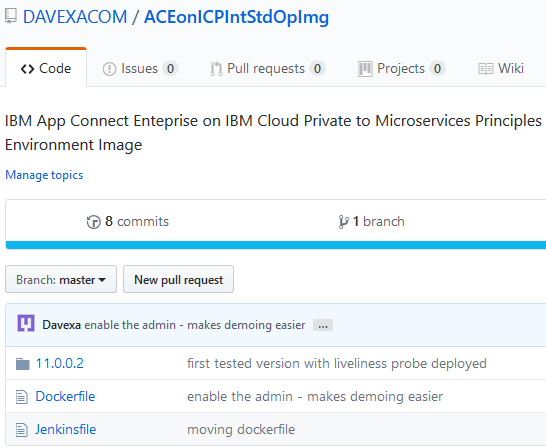 DAVEXACOM / ACEonICPIntStdOpImg
Code Issues 0 Pull requests 0 Projects 0 Wiki
IBM App Connect Enteprise on IBM Cloud Private to Microservices Principles
Environment Image
Manage topics
8 commits 1 branch
Branch: master New pull request
Davexa enable the admin - makes demoing easier ...
11.0.0.2 first tested version with liveliness probe deployed
Dockerfile enable the admin - makes demoing easier
Jenkinsfile moving dockerfile